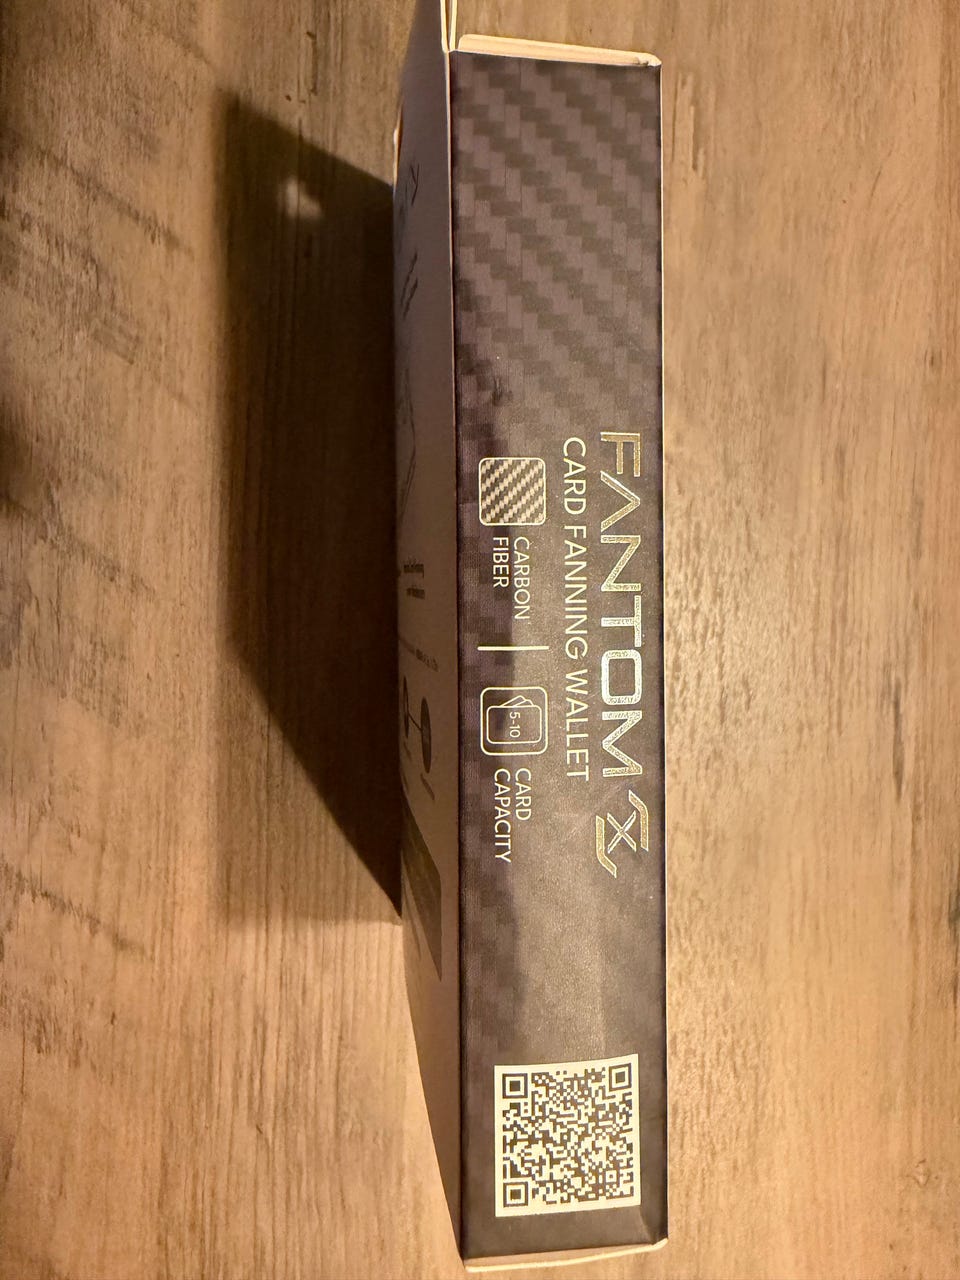 FANTOM X
CARD FANNING WALLET
CARBON
FIBER
5-10
CARD
CAPACITY